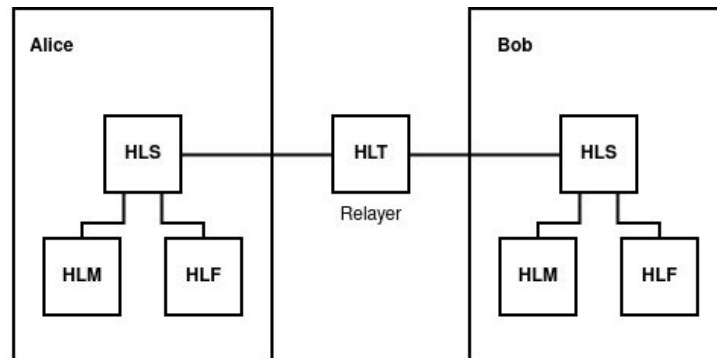 Alice
Bob
HLS
HLT
HLS
Relayer
HLM
HLF
HLM
HLF